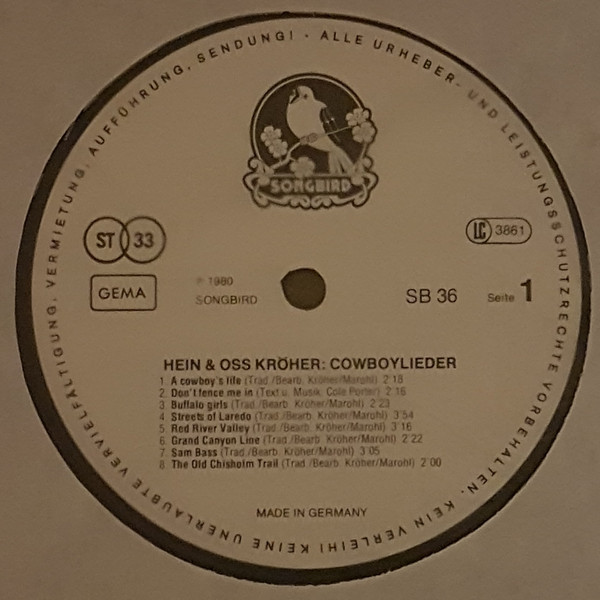 ALLE URHEBER- UND LEISTUNGSSCHUTZRECHTE VORBEHALTEN. KEIN VERLEIH! KEINE UNERLAUBTE VERVIELFÄLTIGUNG, VERMIETUNG, AUFFÜHRUNG, SENDUNG! -
SONGBIRD
ST 33
LC 3861
GEMA
℗ 1980
SONGBIRD
SB 36 Seite 1
HEIN & OSS KRÖHER: COWBOYLIEDER
1 A cowboy's life (Trad./Bearb. Kröher/Marohl) 2:18
2. Don't fence me in (Text u. Musik: Cole Porter) 2:16
3 Buffalo girls (Trad./Bearb. Kröher/Marohl) 2:23
4 Streets of Laredo (Trad./Bearb. Kröher/Marohl) 3:54
5 Red River Valley (Trad./Bearb. Kröher/Marohl) 3:16
6. Grand Canyon Line (Trad./Bearb. Kröher/Marohl) 2:22
7 Sam Bass (Trad./Bearb. Kröher/Marohl) 3:05
8 The Old Chisholm Trail (Trad./Bearb. Kröher/Marohl) 2:00
MADE IN GERMANY